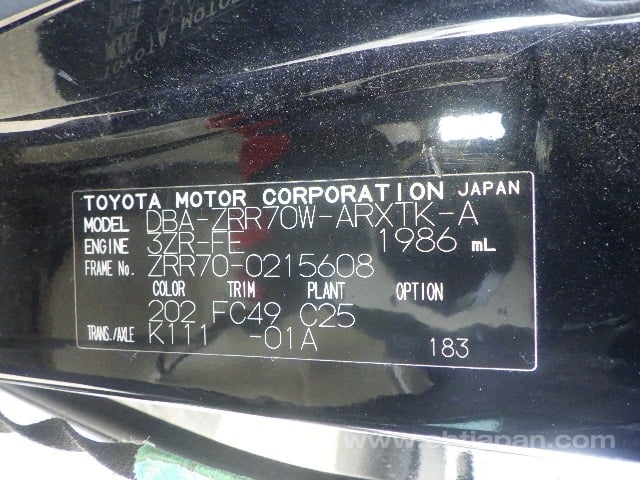 TOYOTA MOTOR CORPORATION JAPAN
MODEL DBA-ZRR70W-ARXTK-A
ENGINE 3ZR-FE 1986 mL
FRAME No. ZRR70-0215608
COLOR TRIM PLANT OPTION
202 FC49 C25
TRANS./AXLE K111 -01A 183